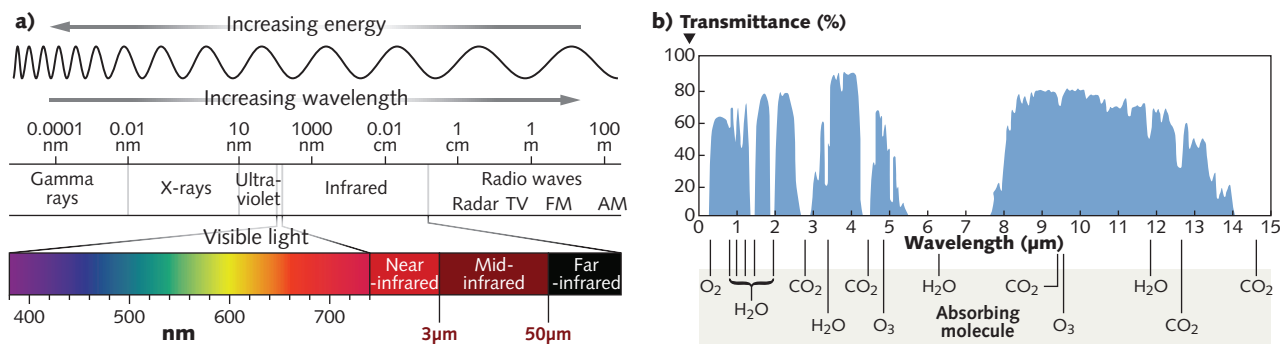 a)
Increasing energy
Increasing wavelength
0.0001 0.01 10 1000 0.01 1 1 100
nm nm nm nm cm cm m m
Gamma
rays
X-rays
Ultra-
violet
Infrared
Radio waves
Radar TV FM AM
Visible light
Near
-infrared
Mid-
infrared
Far
-infrared
400 500 600 700
nm
3μm
50μm
b) Transmittance (%)
100
80
60
40
20
0
0 1 2 3 4 5 6 7 8 9 10 11 12 13 14 15
Wavelength (μm)
O₂ CO₂ CO₂ H₂O CO₂ H₂O CO₂
H₂O H₂O O₃ O₃ CO₂
Absorbing
molecule